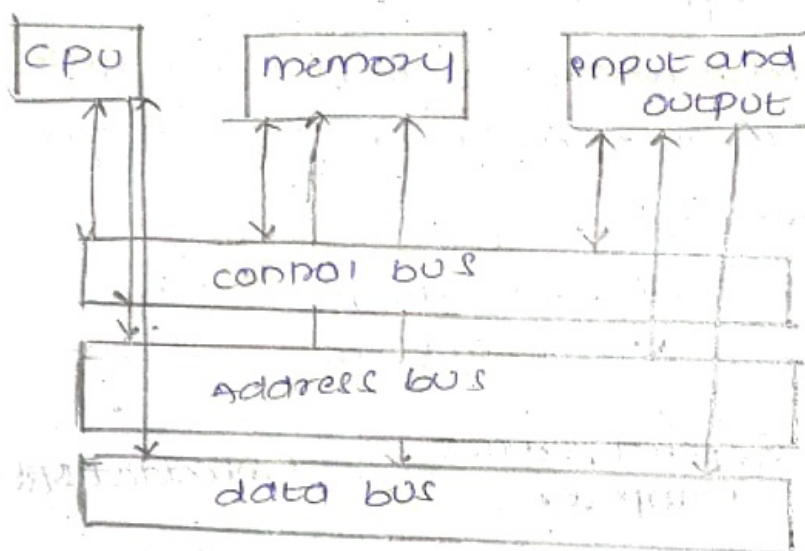 CPU
memory
input and
output
control bus
Address bus
data bus